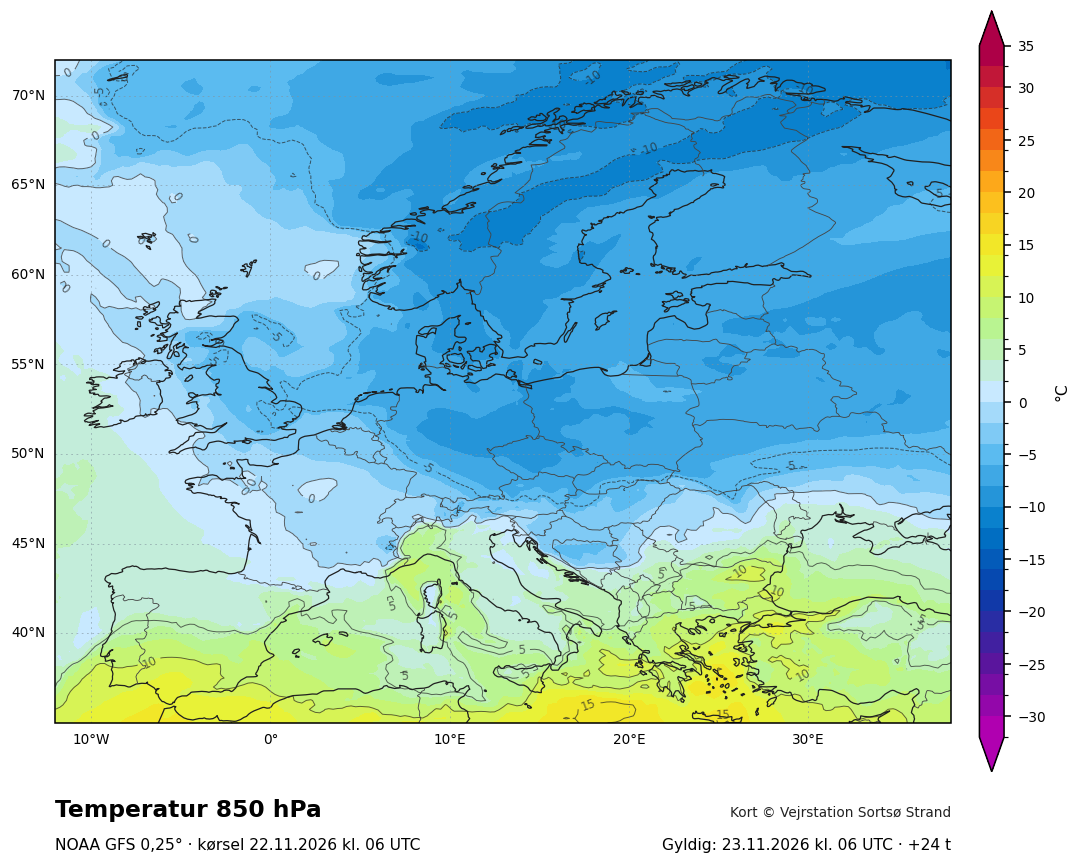 70°N
65°N
60°N
55°N
50°N
45°N
40°N
10°W
0°
10°E
20°E
30°E
35
30
25
20
15
10
5
0
−5
−10
−15
−20
−25
−30
°C
Temperatur 850 hPa
Kort © Vejrstation Sortsø Strand
NOAA GFS 0,25° · kørsel 22.11.2026 kl. 06 UTC
Gyldig: 23.11.2026 kl. 06 UTC · +24 t